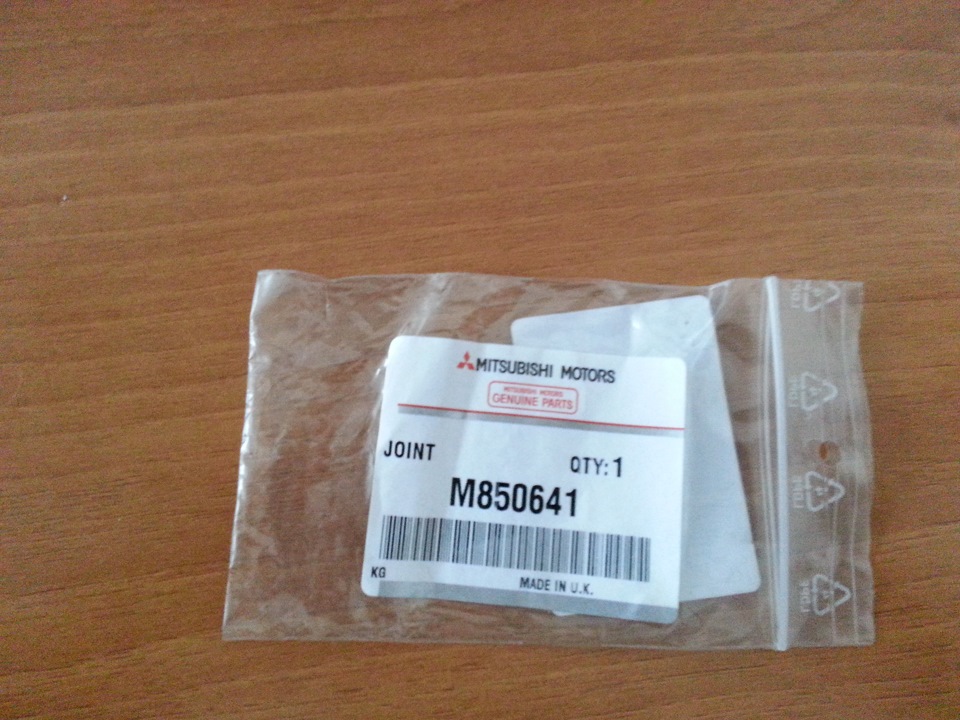 MITSUBISHI MOTORS
MITSUBISHI MOTORS
GENUINE PARTS
JOINT
QTY: 1
M850641
KG
MADE IN U.K.